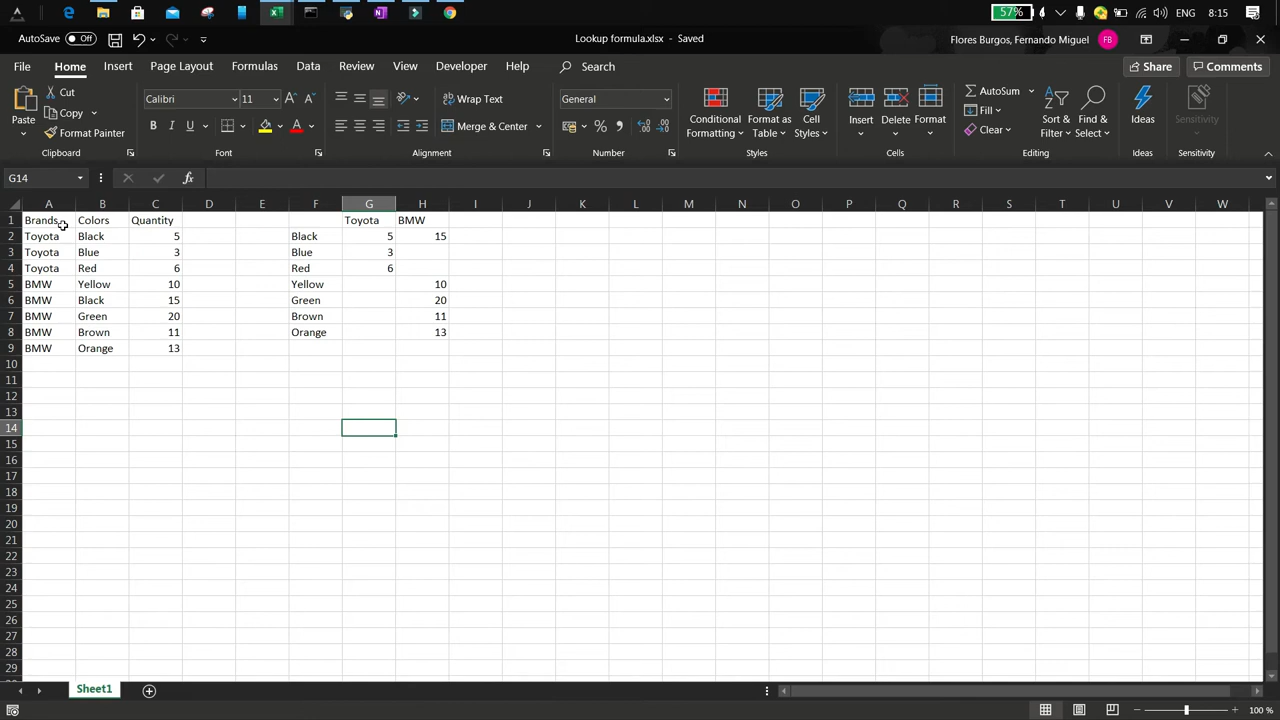 57% ENG 8:15
AutoSave Off Lookup formula.xlsx - Saved Flores Burgos, Fernando Miguel FB
File Home Insert Page Layout Formulas Data Review View Developer Help Search Share Comments
Paste Cut Copy Format Painter Clipboard
Calibri 11 B I U A Font
Wrap Text Merge & Center Alignment
General % Number
Conditional Formatting Format as Table Cell Styles Styles
Insert Delete Format Cells
AutoSum Fill Clear Sort & Filter Find & Select Editing
Ideas Ideas
Sensitivity Sensitivity
G14 fx
A B C D E F G H I J K L M N O P Q R S T U V W
1 Brands Colors Quantity Toyota BMW
2 Toyota Black 5 Black 5 15
3 Toyota Blue 3 Blue 3
4 Toyota Red 6 Red 6
5 BMW Yellow 10 Yellow 10
6 BMW Black 15 Green 20
7 BMW Green 20 Brown 11
8 BMW Brown 11 Orange 13
9 BMW Orange 13
10
11
12
13
14
15
16
17
18
19
20
21
22
23
24
25
26
27
28
29
Sheet1
100 %